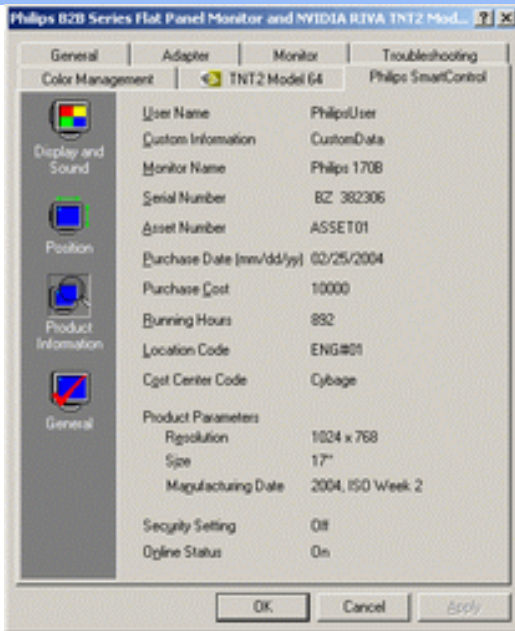 Philips B2B Series Flat Panel Monitor and NVIDIA RIVA TNT2 Mod...
General Adapter Monitor Troubleshooting
Color Management TNT2 Model 64 Philips SmartControl
Display and Sound
Position
Product Information
General
User Name PhilipsUser
Custom Information CustomData
Monitor Name Philips 170B
Serial Number BZ 382306
Asset Number ASSET01
Purchase Date (mm/dd/yy) 02/25/2004
Purchase Cost 10000
Running Hours 892
Location Code ENG#01
Cost Center Code Cybage
Product Parameters
Resolution 1024 x 768
Size 17"
Manufacturing Date 2004, ISO Week 2
Security Setting Off
Online Status On
OK Cancel Apply